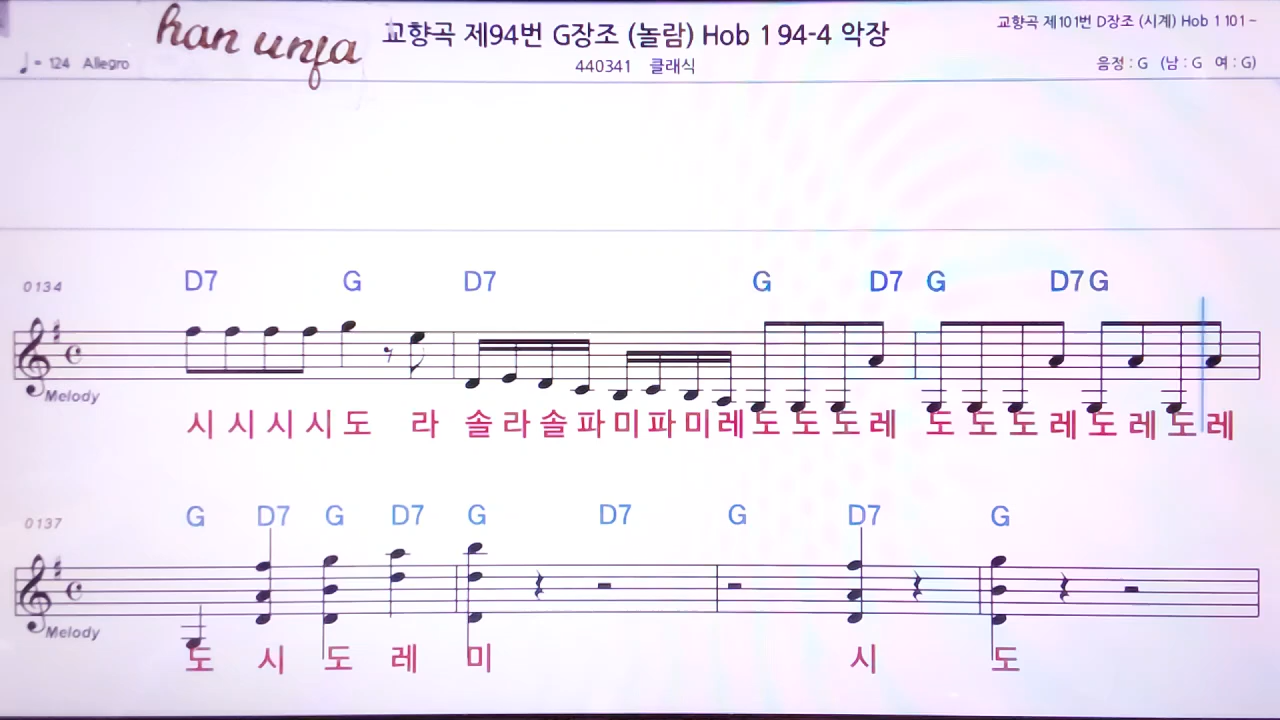 han unfa
교향곡 제94번 G장조 (놀람) Hob 1 94-4 악장
교향곡 제101번 D장조 (시계) Hob 1 101 –
♩= 124 Allegro
440341 클래식
음정 : G (남 : G 여 : G)
0134 D7 G D7 G D7 G D7 G
Melody
시 시 시 시 도 라 솔 라 솔 파 미 파 미 레 도 도 도 레 도 도 도 레 도 레 도 레
0137 G D7 G D7 G D7 G D7 G
Melody
도 시 도 레 미 시 도